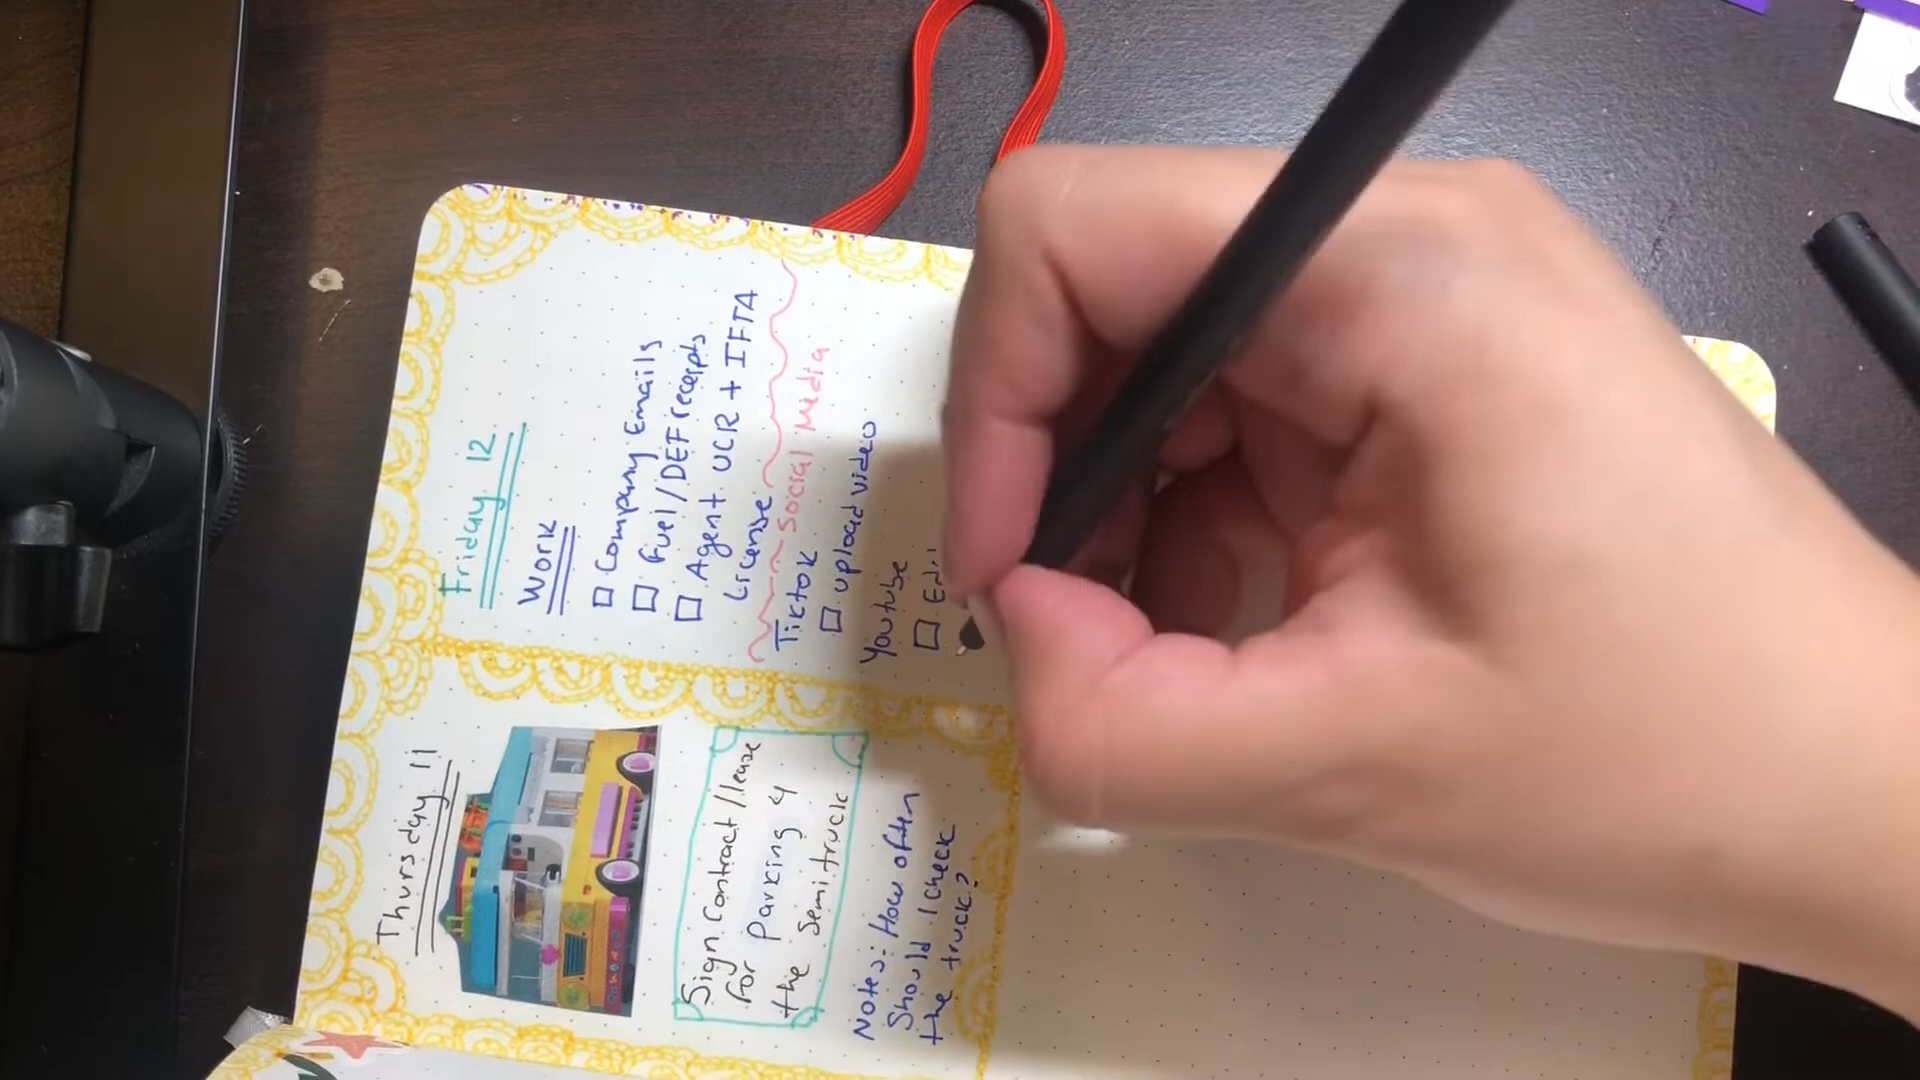 Thursday 11
Sign Contract/lease
for Parking 4
the semi truck
Notes: How often
Should I check
the truck?
Friday 12
Work
Company Emails
Fuel/DEF receipts
Agent UCR + IFTA
License
Social Media
Tiktok
upload video
Youtube